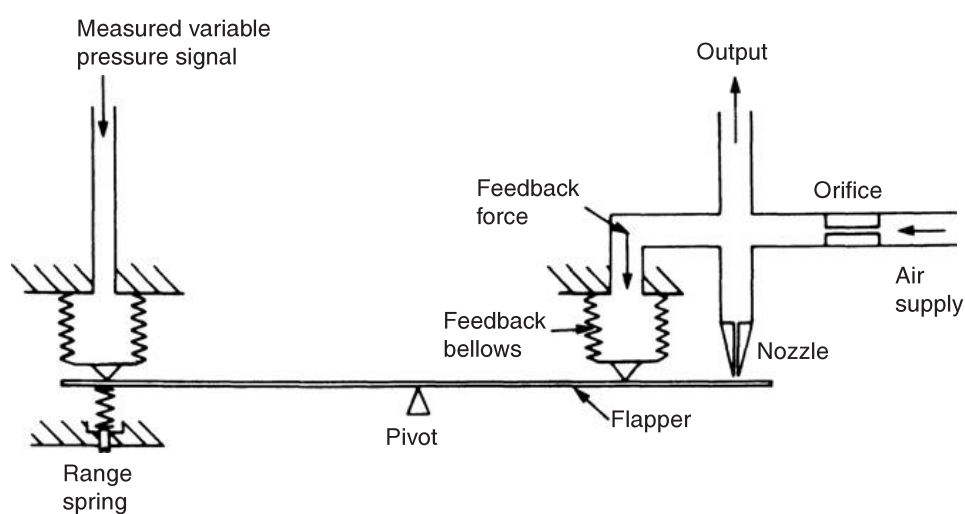 Measured variable
pressure signal
Output
Feedback
force
Orifice
Air
supply
Feedback
bellows
Nozzle
Flapper
Pivot
Range
spring